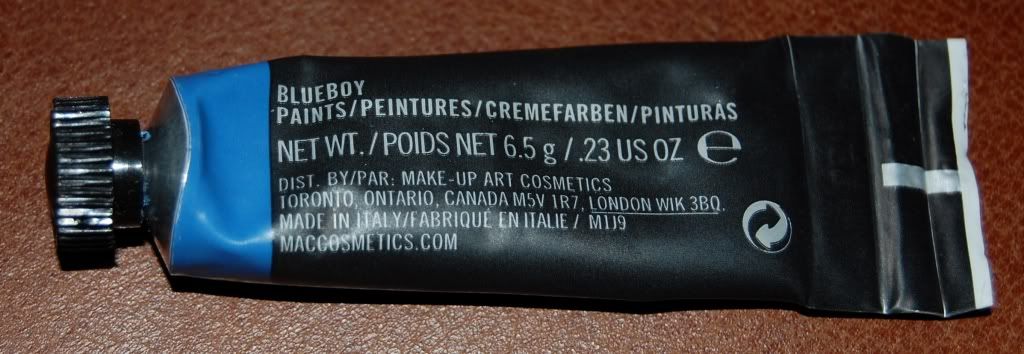 BLUEBOY
PAINTS/PEINTURES/CREMEFARBEN/PINTURAS
NET WT./POIDS NET 6.5 g /.23 US OZ ℮
DIST. BY/PAR: MAKE-UP ART COSMETICS
TORONTO, ONTARIO, CANADA M5V 1R7, LONDON W1K 3BQ.
MADE IN ITALY/FABRIQUÉ EN ITALIE / M1J9
MACCOSMETICS.COM